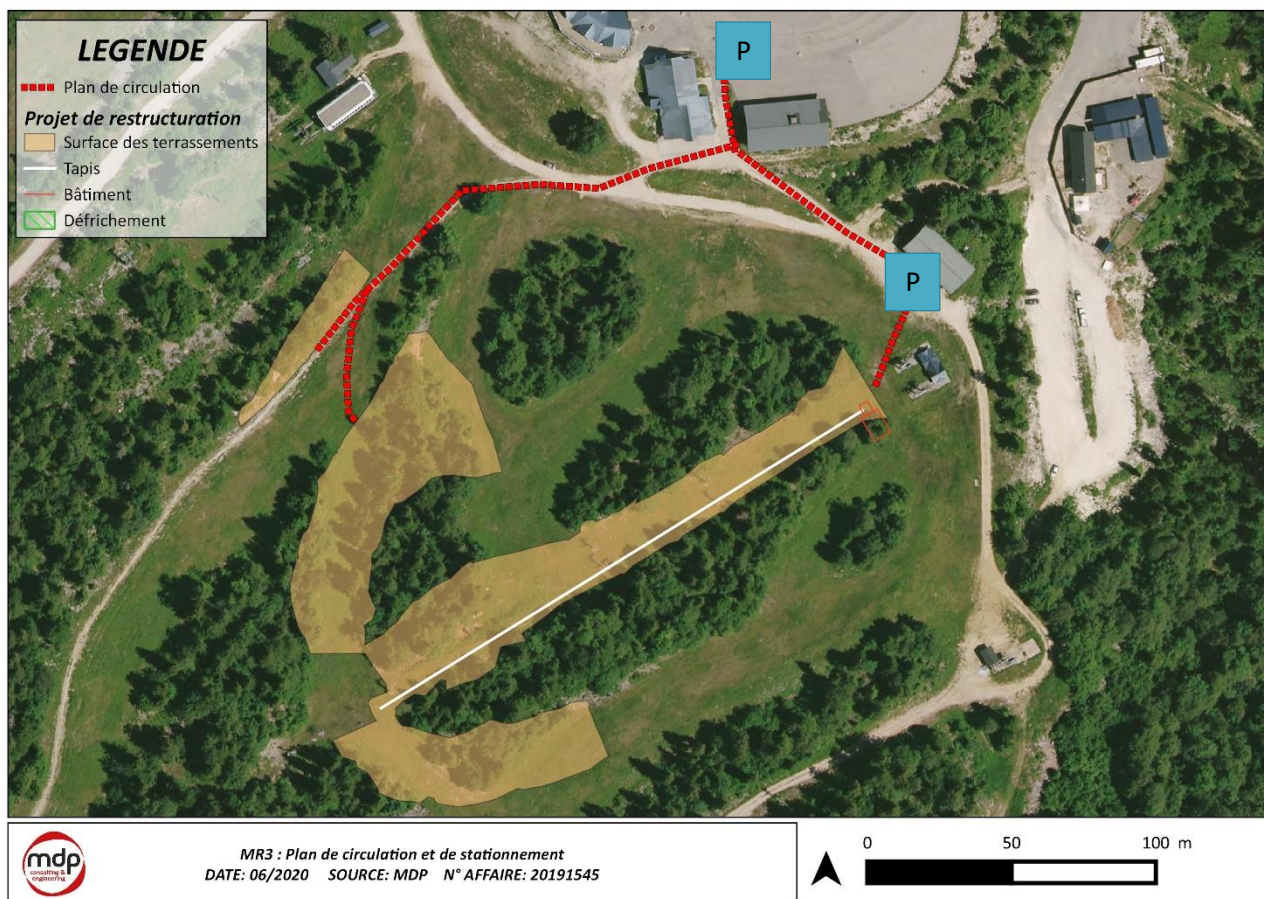 LEGENDE
Plan de circulation
Projet de restructuration
Surface des terrassements
Tapis
Bâtiment
Défrichement
P
P
mdp
consulting &
engineering
MR3 : Plan de circulation et de stationnement
DATE: 06/2020 SOURCE: MDP N° AFFAIRE: 20191545
0 50 100 m